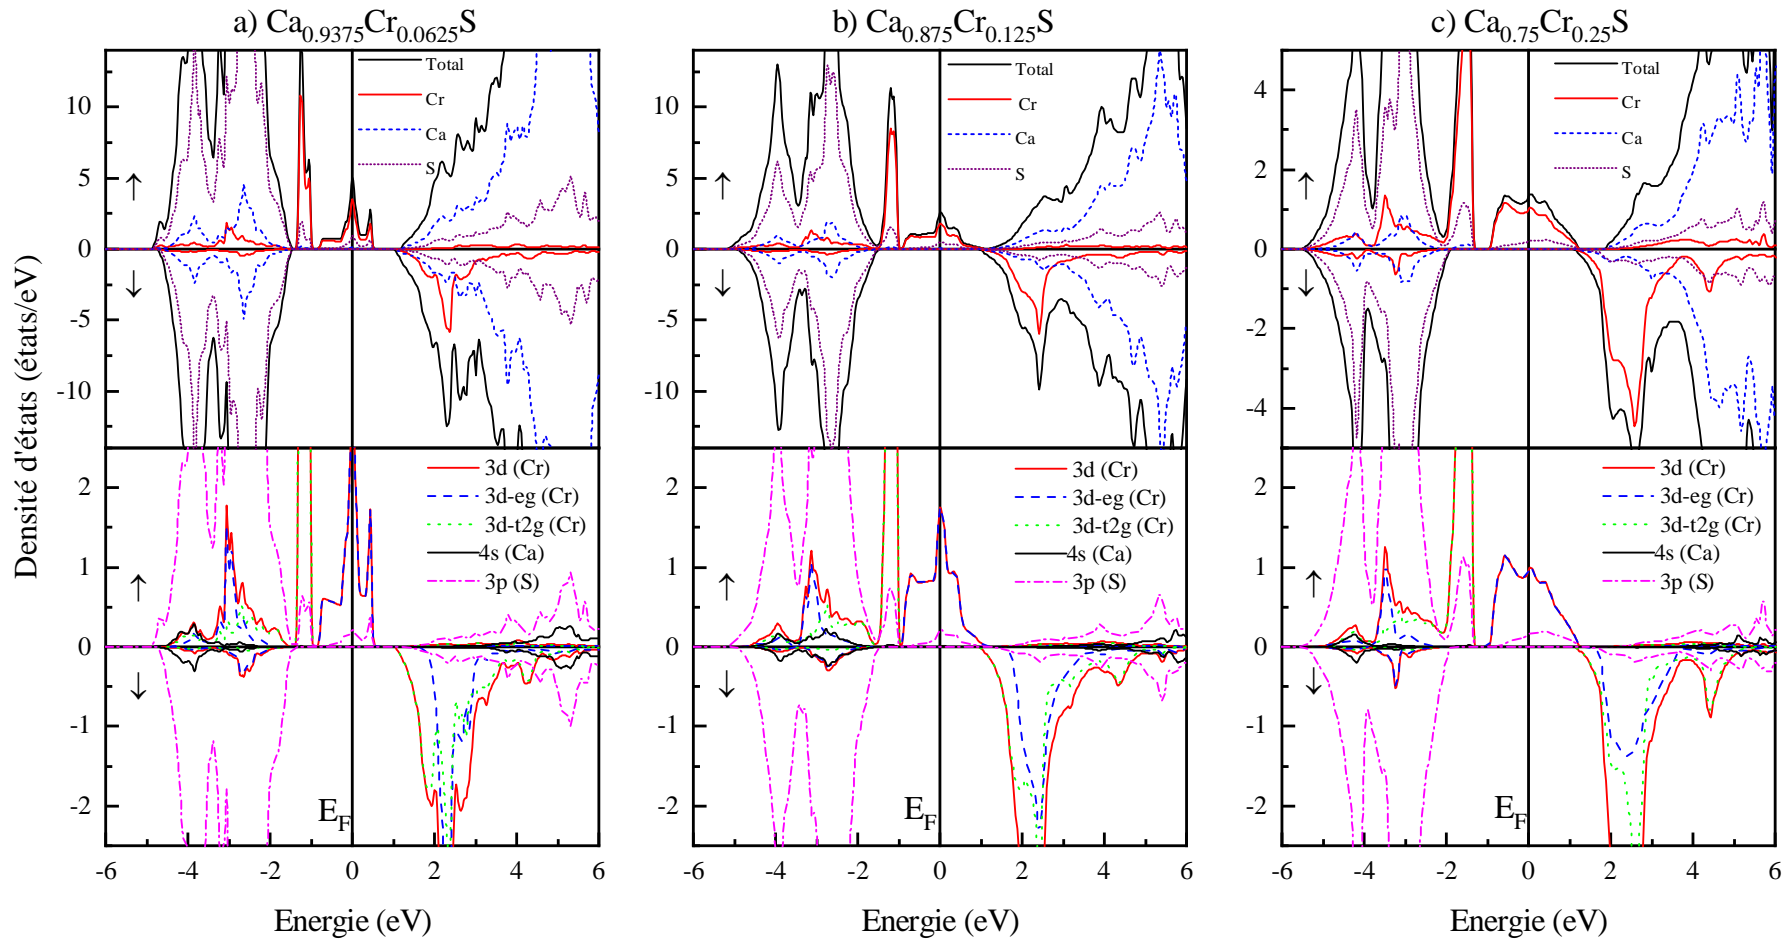 a) Ca0.9375Cr0.0625S
b) Ca0.875Cr0.125S
c) Ca0.75Cr0.25S
Densité d'états (états/eV)
10
5
0
-5
-10
↑
↓
Total
Cr
Ca
S
10
5
0
-5
-10
↑
↓
Total
Cr
Ca
S
4
2
0
-2
-4
↑
↓
Total
Cr
Ca
S
2
1
0
-1
-2
↑
↓
3d (Cr)
3d-eg (Cr)
3d-t2g (Cr)
4s (Ca)
3p (S)
EF
2
1
0
-1
-2
↑
↓
3d (Cr)
3d-eg (Cr)
3d-t2g (Cr)
4s (Ca)
3p (S)
EF
2
1
0
-1
-2
↑
↓
3d (Cr)
3d-eg (Cr)
3d-t2g (Cr)
4s (Ca)
3p (S)
EF
-6 -4 -2 0 2 4 6
-6 -4 -2 0 2 4 6
-6 -4 -2 0 2 4 6
Energie (eV)
Energie (eV)
Energie (eV)